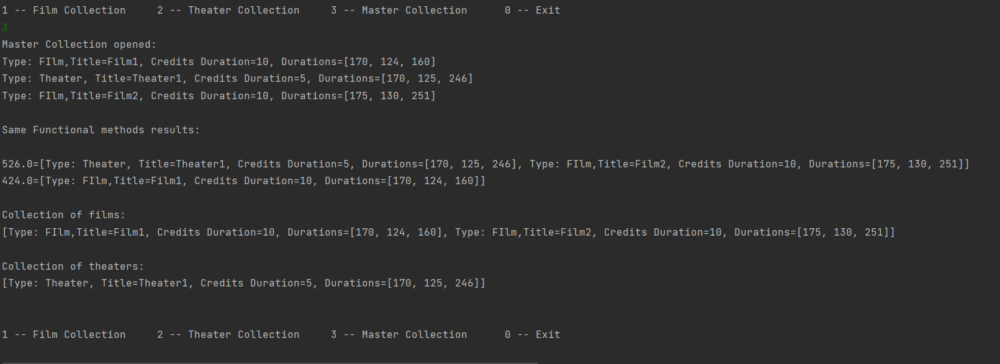 1 -- Film Collection     2 -- Theater Collection     3 -- Master Collection      0 -- Exit
3
Master Collection opened:
Type: FIlm,Title=Film1, Credits Duration=10, Durations=[170, 124, 160]
Type: Theater, Title=Theater1, Credits Duration=5, Durations=[170, 125, 246]
Type: FIlm,Title=Film2, Credits Duration=10, Durations=[175, 130, 251]
Same Functional methods results:
526.0=[Type: Theater, Title=Theater1, Credits Duration=5, Durations=[170, 125, 246], Type: FIlm,Title=Film2, Credits Duration=10, Durations=[175, 130, 251]]
424.0=[Type: FIlm,Title=Film1, Credits Duration=10, Durations=[170, 124, 160]]
Collection of films:
[Type: FIlm,Title=Film1, Credits Duration=10, Durations=[170, 124, 160], Type: FIlm,Title=Film2, Credits Duration=10, Durations=[175, 130, 251]]
Collection of theaters:
[Type: Theater, Title=Theater1, Credits Duration=5, Durations=[170, 125, 246]]
1 -- Film Collection     2 -- Theater Collection     3 -- Master Collection      0 -- Exit